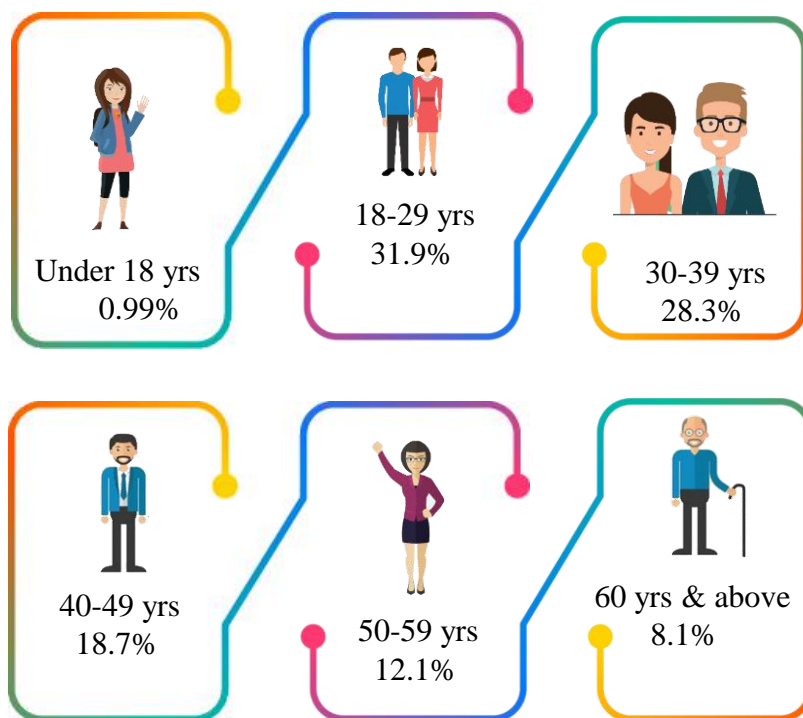 Under 18 yrs
0.99%
18-29 yrs
31.9%
30-39 yrs
28.3%
40-49 yrs
18.7%
50-59 yrs
12.1%
60 yrs & above
8.1%